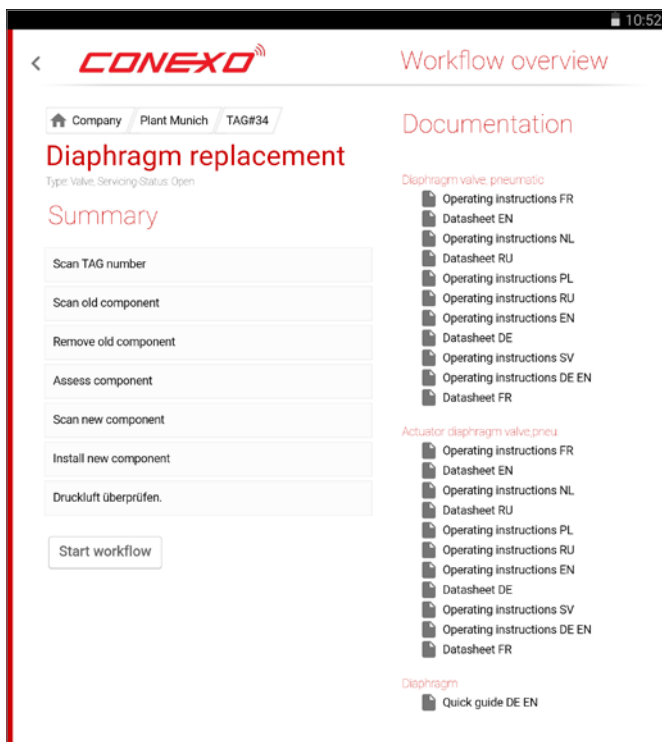 10:52
CONEXO
Workflow overview
Company Plant Munich TAG#34
Diaphragm replacement
Type: Valve, Servicing-Status: Open
Summary
Scan TAG number
Scan old component
Remove old component
Assess component
Scan new component
Install new component
Druckluft überprüfen.
Start workflow
Documentation
Diaphragm valve, pneumatic
Operating instructions FR
Datasheet EN
Operating instructions NL
Datasheet RU
Operating instructions PL
Operating instructions RU
Operating instructions EN
Datasheet DE
Operating instructions SV
Operating instructions DE EN
Datasheet FR
Actuator diaphragm valve,pneu.
Operating instructions FR
Datasheet EN
Operating instructions NL
Datasheet RU
Operating instructions PL
Operating instructions RU
Operating instructions EN
Datasheet DE
Operating instructions SV
Operating instructions DE EN
Datasheet FR
Diaphragm
Quick guide DE EN